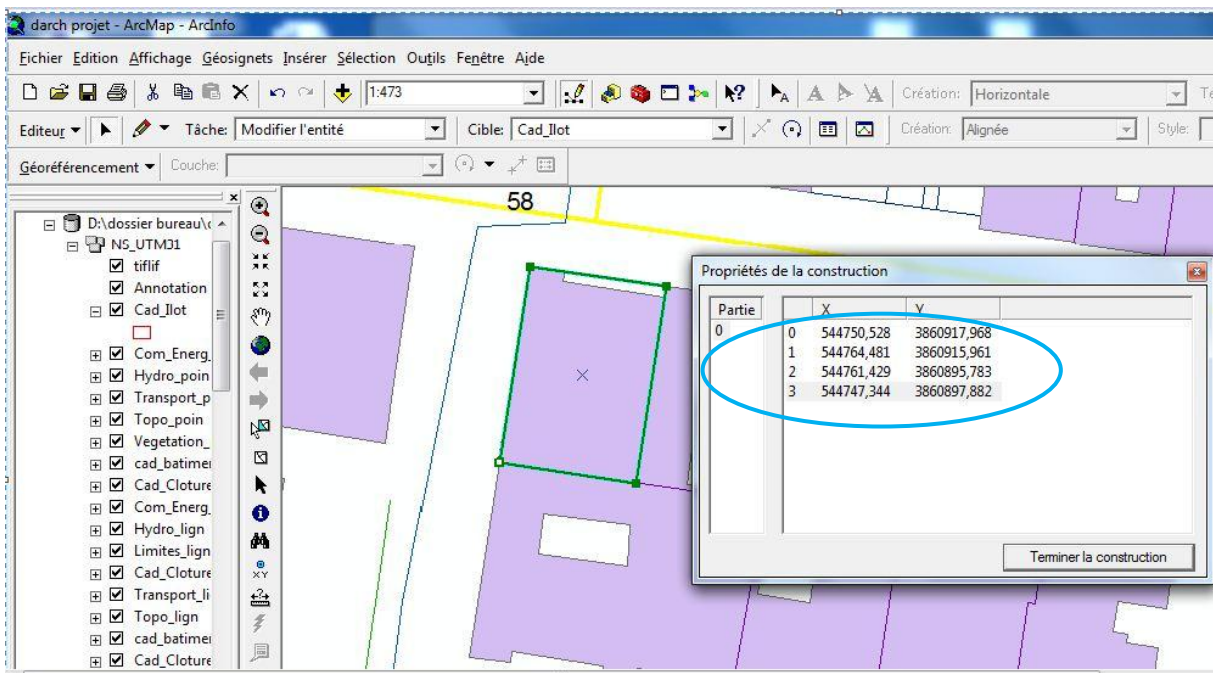 darch projet - ArcMap - ArcInfo
Fichier Edition Affichage Géosignets Insérer Sélection Outils Fenêtre Aide
1:473 Création: Horizontale
Editeur Tâche: Modifier l'entité Cible: Cad_Ilot Création: Alignée Style:
Géoréférencement Couche:
D:\dossier bureau\
NS_UTMJ1
tiflif
Annotation
Cad_Ilot
Com_Energ_
Hydro_poin
Transport_p
Topo_poin
Vegetation_
cad_batimer
Cad_Cloture
Com_Energ_
Hydro_lign
Limites_lign
Cad_Cloture
Transport_li
Topo_lign
cad_batimer
Cad_Cloture
XY
58
Propriétés de la construction
Partie X Y
0 0 544750,528 3860917,968
1 544764,481 3860915,961
2 544761,429 3860895,783
3 544747,344 3860897,882
Terminer la construction